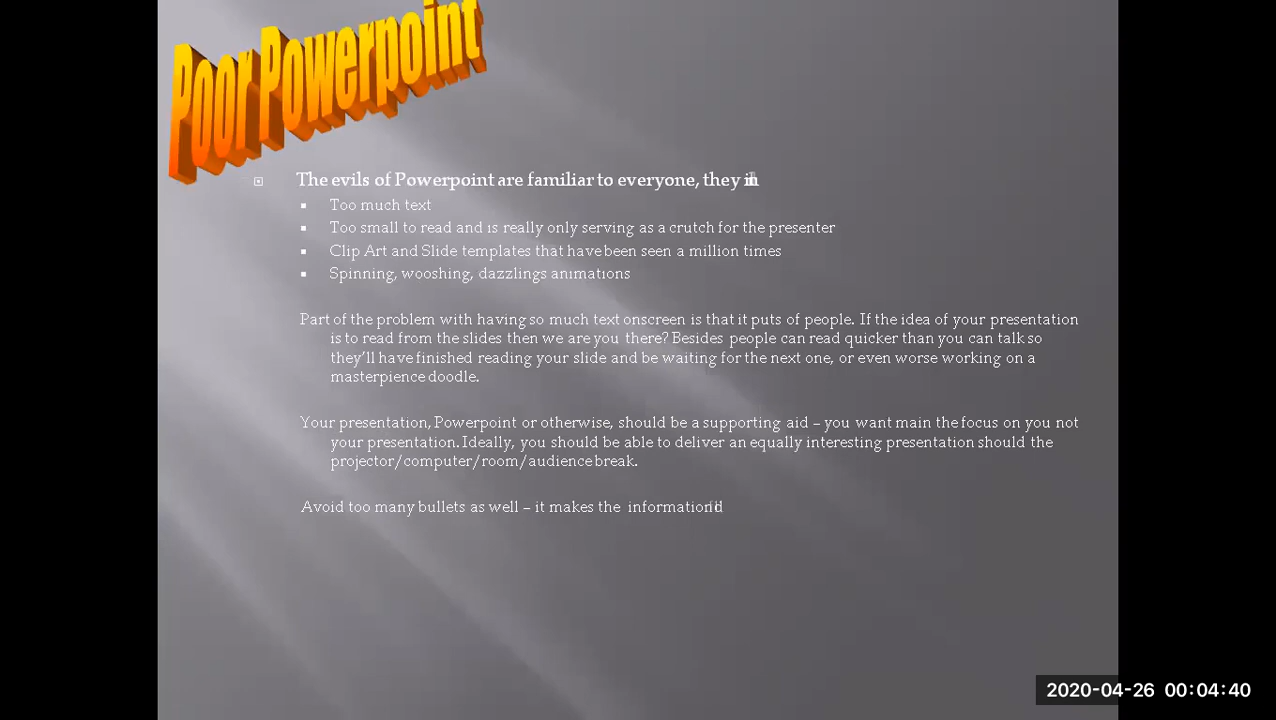 Poor Powerpoint
The evils of Powerpoint are familiar to everyone, they
Too much text
Too small to read and is really only serving as a crutch for the presenter
Clip Art and Slide templates that have been seen a million times
Spinning, wooshing, dazzlings animations
Part of the problem with having so much text onscreen is that it puts of people. If the idea of your presentation
is to read from the slides then we are you there? Besides people can read quicker than you can talk so
they'll have finished reading your slide and be waiting for the next one, or even worse working on a
masterpience doodle.
Your presentation, Powerpoint or otherwise, should be a supporting aid – you want main the focus on you not
your presentation. Ideally, you should be able to deliver an equally interesting presentation should the
projector/computer/room/audience break.
Avoid too many bullets as well – it makes the information
2020-04-26 00:04:40